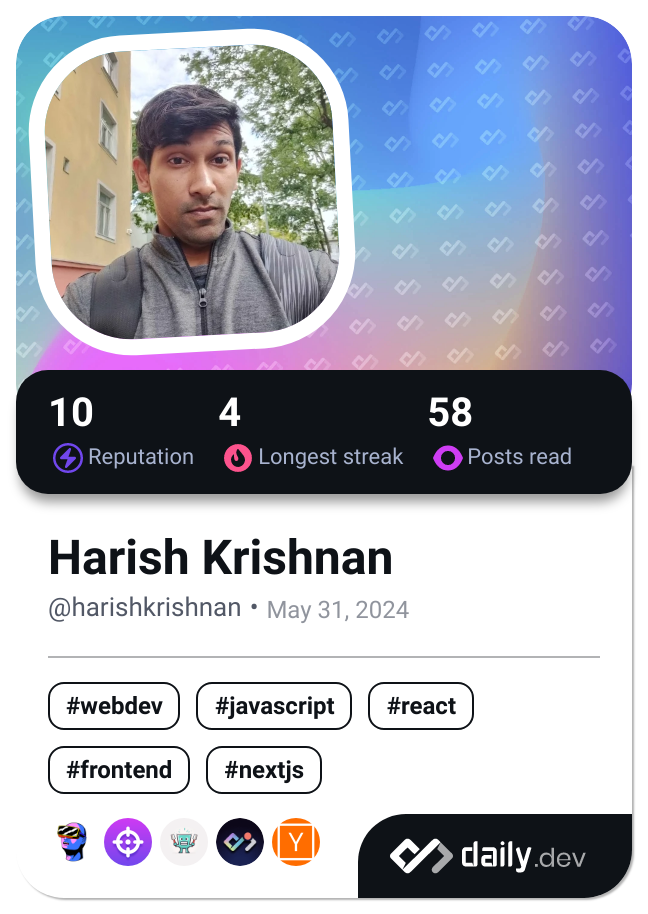 10 4 58
Reputation Longest streak Posts read
Harish Krishnan
@harishkrishnan • May 31, 2024
#webdev #javascript #react
#frontend #nextjs
Y
daily.dev